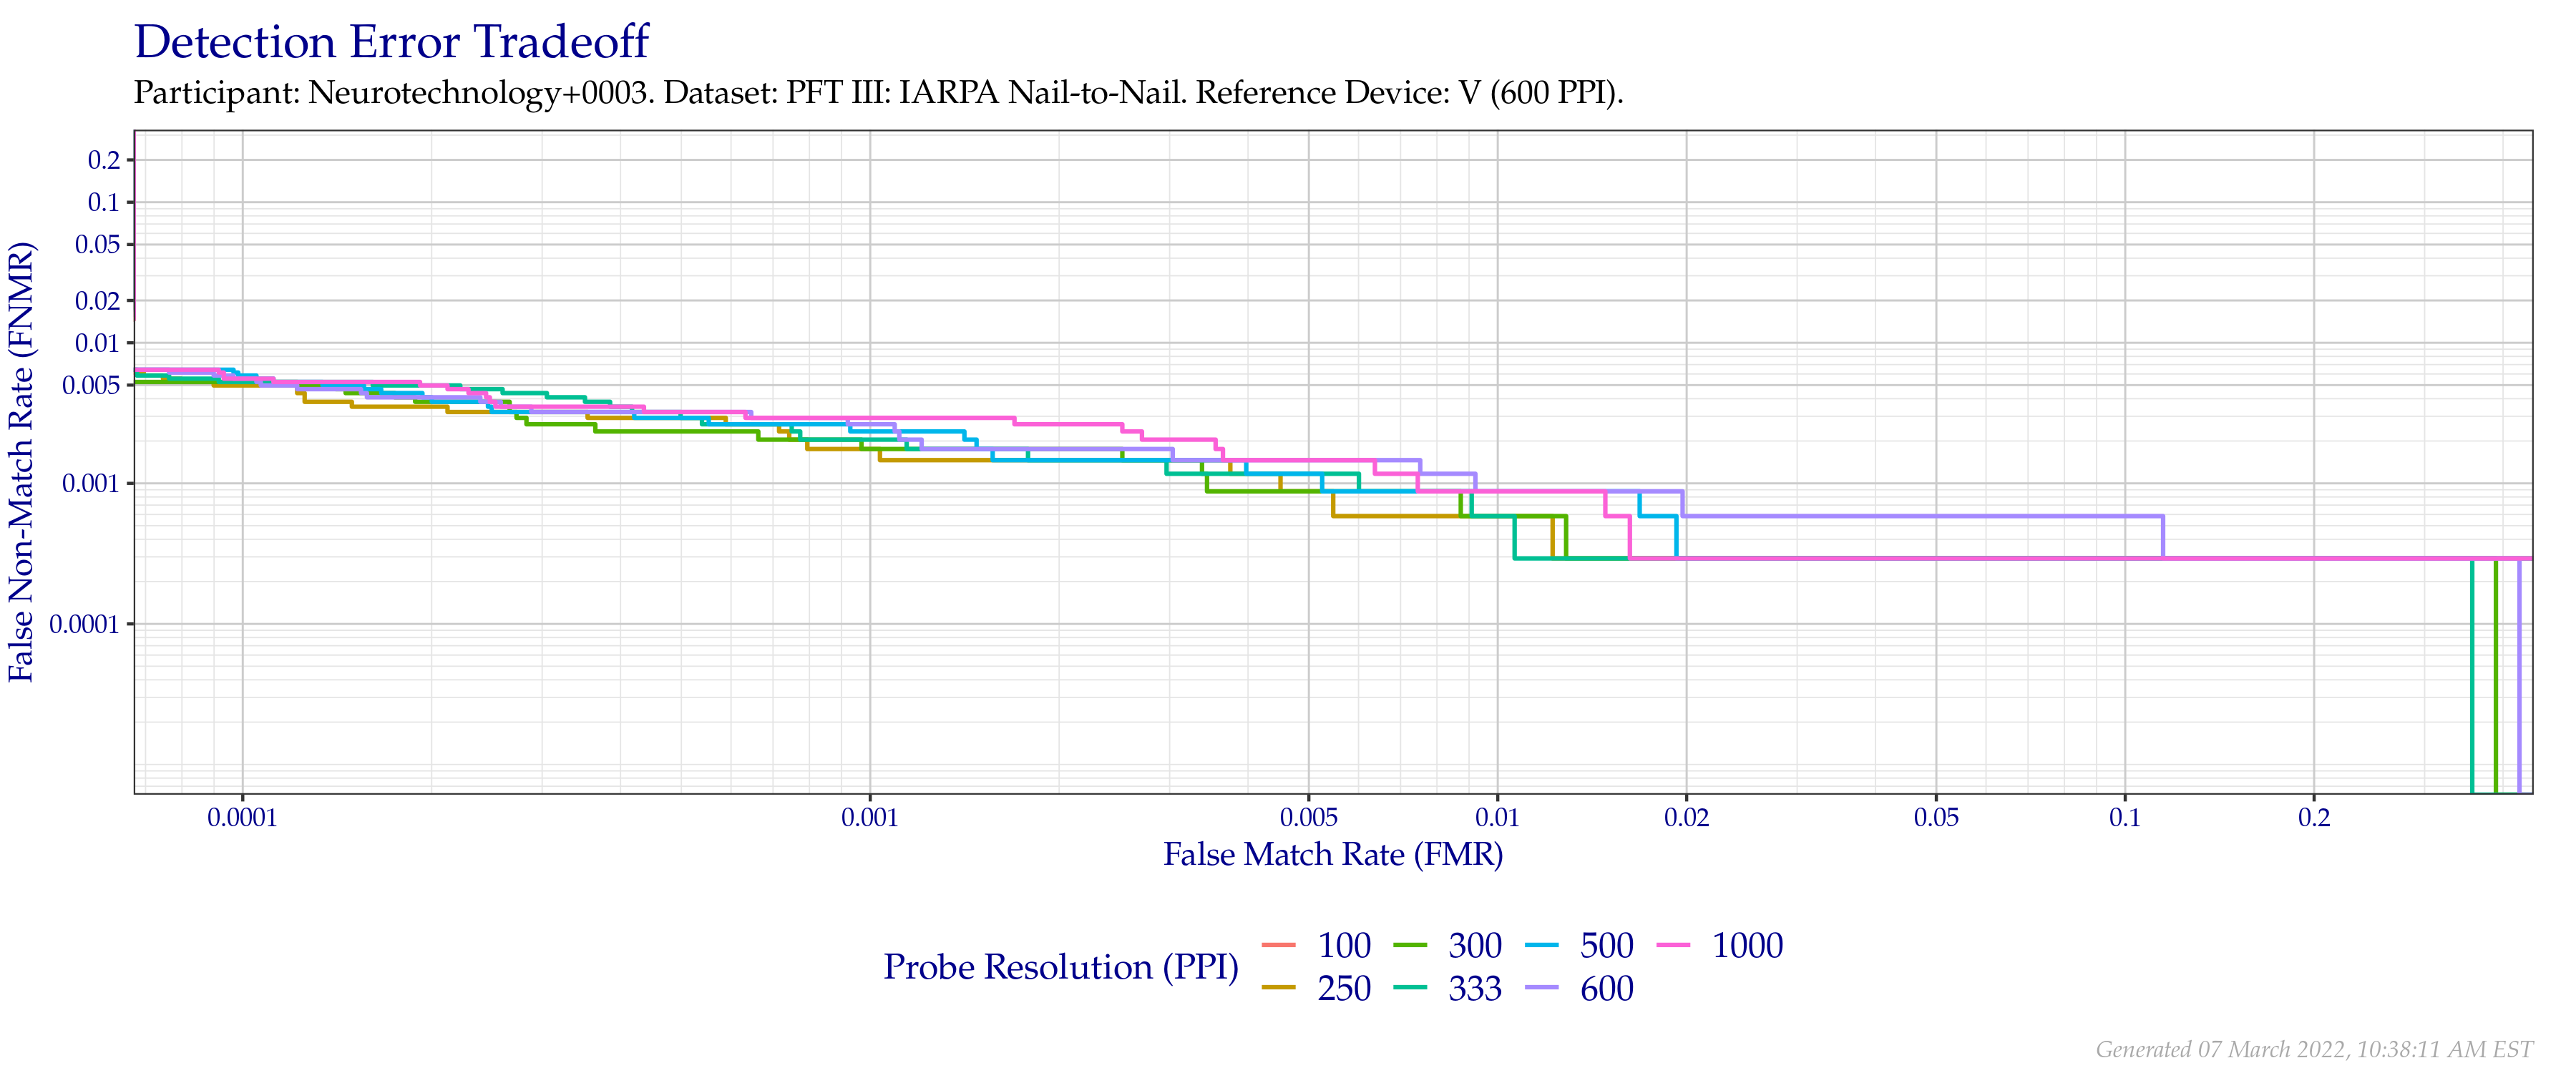 Detection Error Tradeoff
Participant: Neurotechnology+0003. Dataset: PFT III: IARPA Nail-to-Nail. Reference Device: V (600 PPI).
False Non-Match Rate (FNMR)
0.2
0.1
0.05
0.02
0.01
0.005
0.001
0.0001
0.0001 0.001 0.005 0.01 0.02 0.05 0.1 0.2
False Match Rate (FMR)
Probe Resolution (PPI)
100 300 500 1000
250 333 600
Generated 07 March 2022, 10:38:11 AM EST